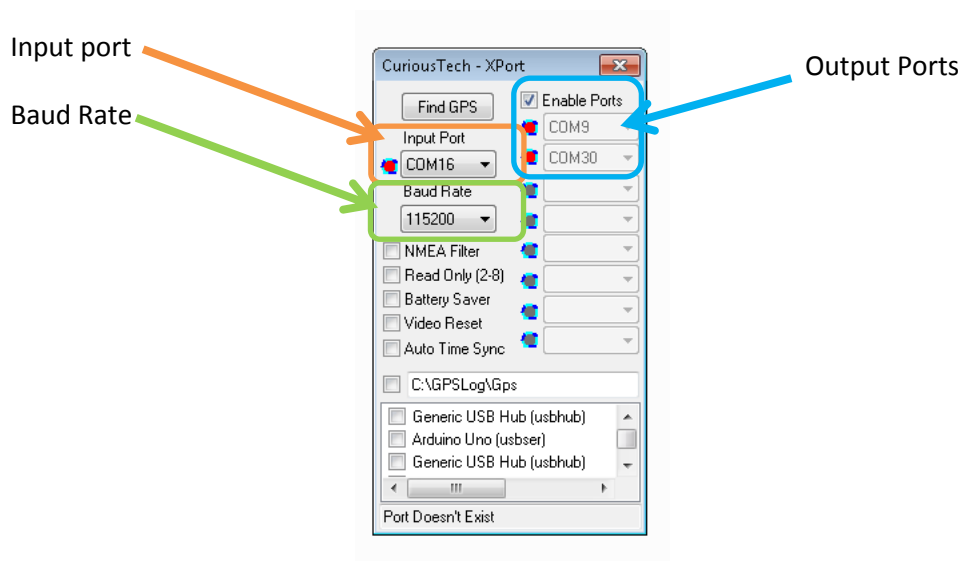 Input port
Baud Rate
Output Ports
CuriousTech - XPort
Find GPS
Enable Ports
Input Port
COM9
COM16
COM30
Baud Rate
115200
NMEA Filter
Read Only (2-8)
Battery Saver
Video Reset
Auto Time Sync
C:\GPSLog\Gps
Generic USB Hub (usbhub)
Arduino Uno (usbser)
Generic USB Hub (usbhub)
Port Doesn't Exist